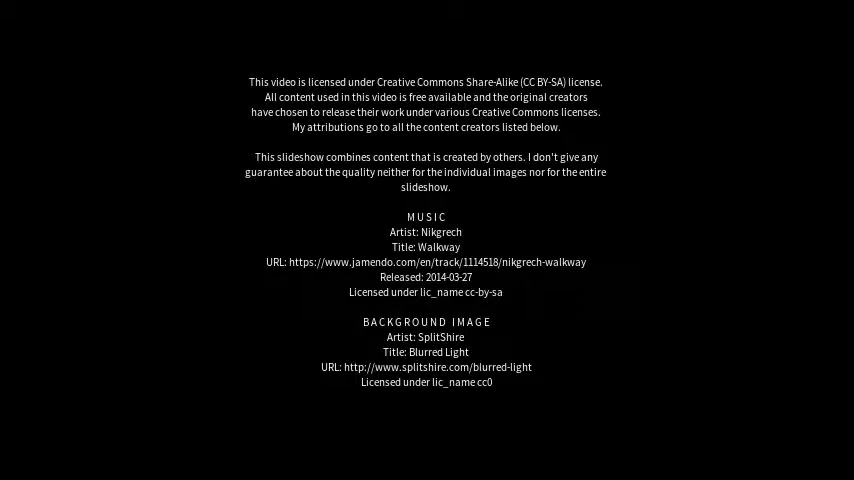 This video is licensed under Creative Commons Share-Alike (CC BY-SA) license.
All content used in this video is free available and the original creators
have chosen to release their work under various Creative Commons licenses.
My attributions go to all the content creators listed below.
This slideshow combines content that is created by others. I don't give any
guarantee about the quality neither for the individual images nor for the entire
slideshow.
MUSIC
Artist: Nikgrech
Title: Walkway
URL: https://www.jamendo.com/en/track/1114518/nikgrech-walkway
Released: 2014-03-27
Licensed under lic_name cc-by-sa
BACKGROUND IMAGE
Artist: SplitShire
Title: Blurred Light
URL: http://www.splitshire.com/blurred-light
Licensed under lic_name cc0